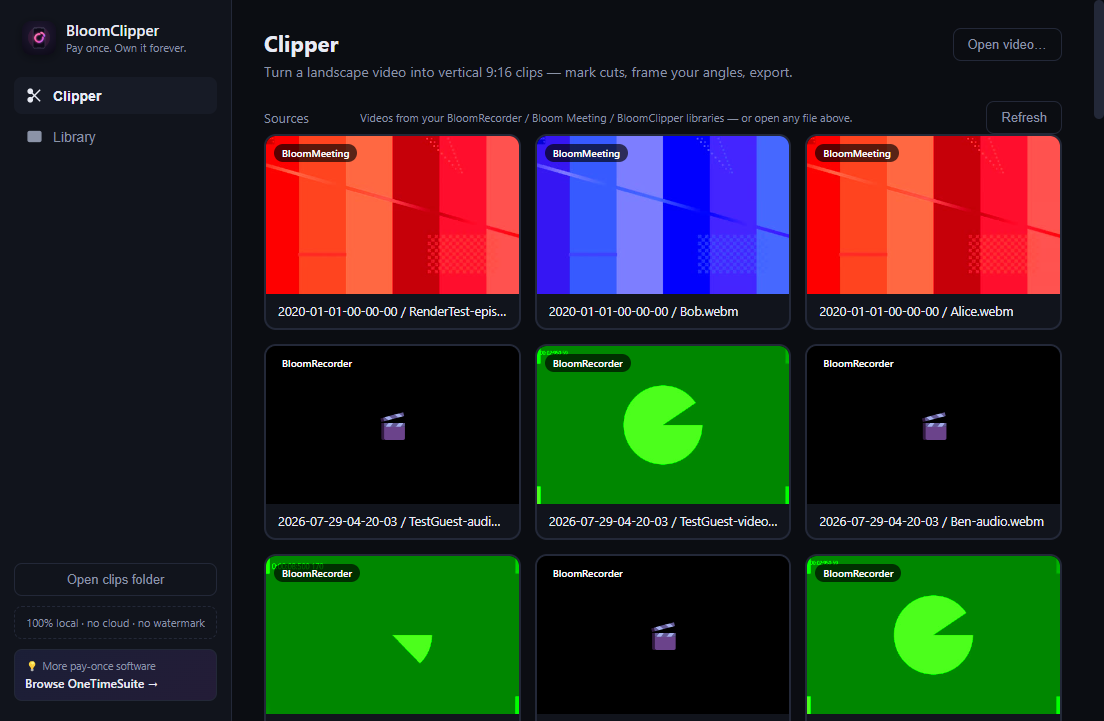 BloomClipper
Pay once. Own it forever.
Clipper
Library
Open clips folder
100% local · no cloud · no watermark
💡 More pay-once software
Browse OneTimeSuite →
Clipper
Open video…
Turn a landscape video into vertical 9:16 clips — mark cuts, frame your angles, export.
Sources
Videos from your BloomRecorder / Bloom Meeting / BloomClipper libraries — or open any file above.
Refresh
BloomMeeting
2020-01-01-00-00-00 / RenderTest-epis...
BloomMeeting
2020-01-01-00-00-00 / Bob.webm
BloomMeeting
2020-01-01-00-00-00 / Alice.webm
BloomRecorder
2026-07-29-04-20-03 / TestGuest-audi...
BloomRecorder
2026-07-29-04-20-03 / TestGuest-video...
BloomRecorder
2026-07-29-04-20-03 / Ben-audio.webm
BloomRecorder
BloomRecorder
BloomRecorder